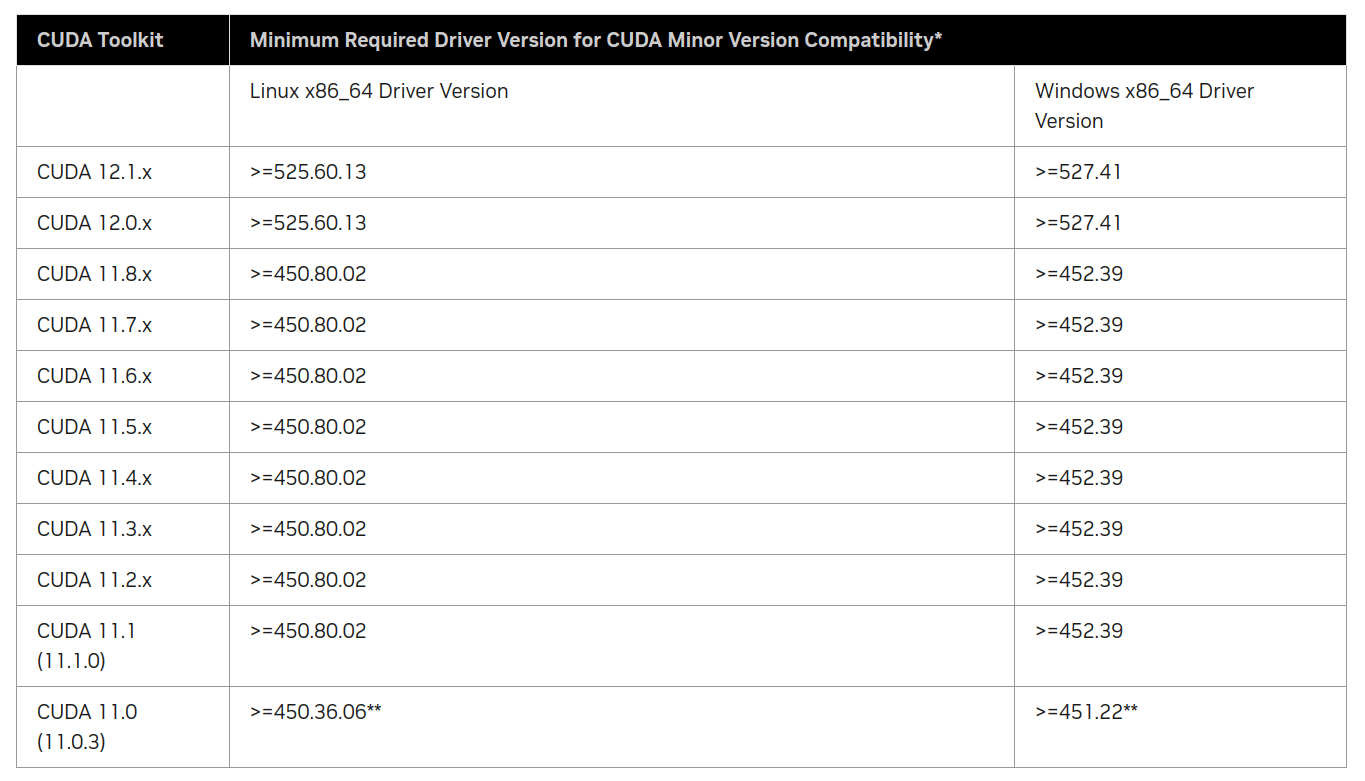 CUDA Toolkit Minimum Required Driver Version for CUDA Minor Version Compatibility*
Linux x86_64 Driver Version Windows x86_64 Driver
Version
CUDA 12.1.x >=525.60.13 >=527.41
CUDA 12.0.x >=525.60.13 >=527.41
CUDA 11.8.x >=450.80.02 >=452.39
CUDA 11.7.x >=450.80.02 >=452.39
CUDA 11.6.x >=450.80.02 >=452.39
CUDA 11.5.x >=450.80.02 >=452.39
CUDA 11.4.x >=450.80.02 >=452.39
CUDA 11.3.x >=450.80.02 >=452.39
CUDA 11.2.x >=450.80.02 >=452.39
CUDA 11.1 >=450.80.02 >=452.39
(11.1.0)
CUDA 11.0 >=450.36.06** >=451.22**
(11.0.3)